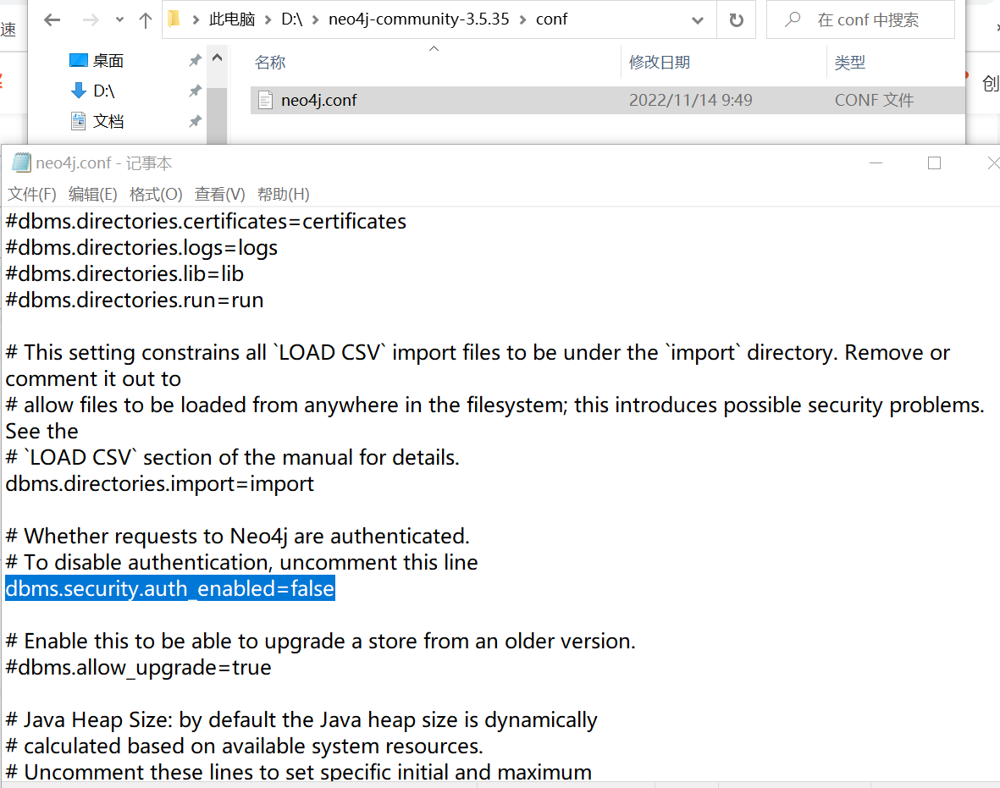 速
此电脑 > D:\ > neo4j-community-3.5.35 > conf
在 conf 中搜索
桌面
D:\
文档
名称 修改日期 类型
neo4j.conf 2022/11/14 9:49 CONF 文件
创
neo4j.conf - 记事本
文件(F) 编辑(E) 格式(O) 查看(V) 帮助(H)
#dbms.directories.certificates=certificates
#dbms.directories.logs=logs
#dbms.directories.lib=lib
#dbms.directories.run=run
# This setting constrains all `LOAD CSV` import files to be under the `import` directory. Remove or
comment it out to
# allow files to be loaded from anywhere in the filesystem; this introduces possible security problems.
See the
# `LOAD CSV` section of the manual for details.
dbms.directories.import=import
# Whether requests to Neo4j are authenticated.
# To disable authentication, uncomment this line
dbms.security.auth_enabled=false
# Enable this to be able to upgrade a store from an older version.
#dbms.allow_upgrade=true
# Java Heap Size: by default the Java heap size is dynamically
# calculated based on available system resources.
# Uncomment these lines to set specific initial and maximum